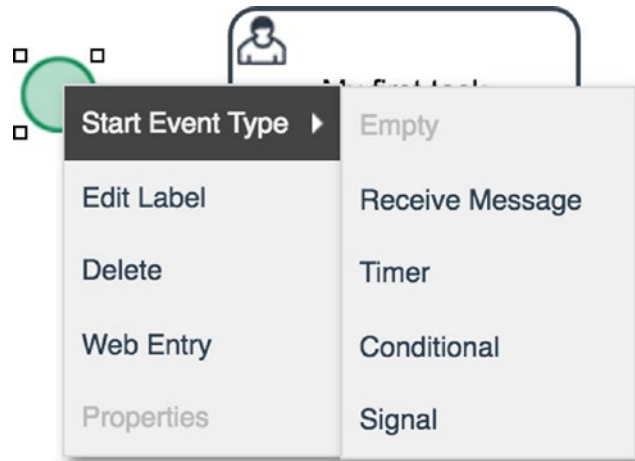 Start Event Type
Edit Label
Delete
Web Entry
Properties
Empty
Receive Message
Timer
Conditional
Signal